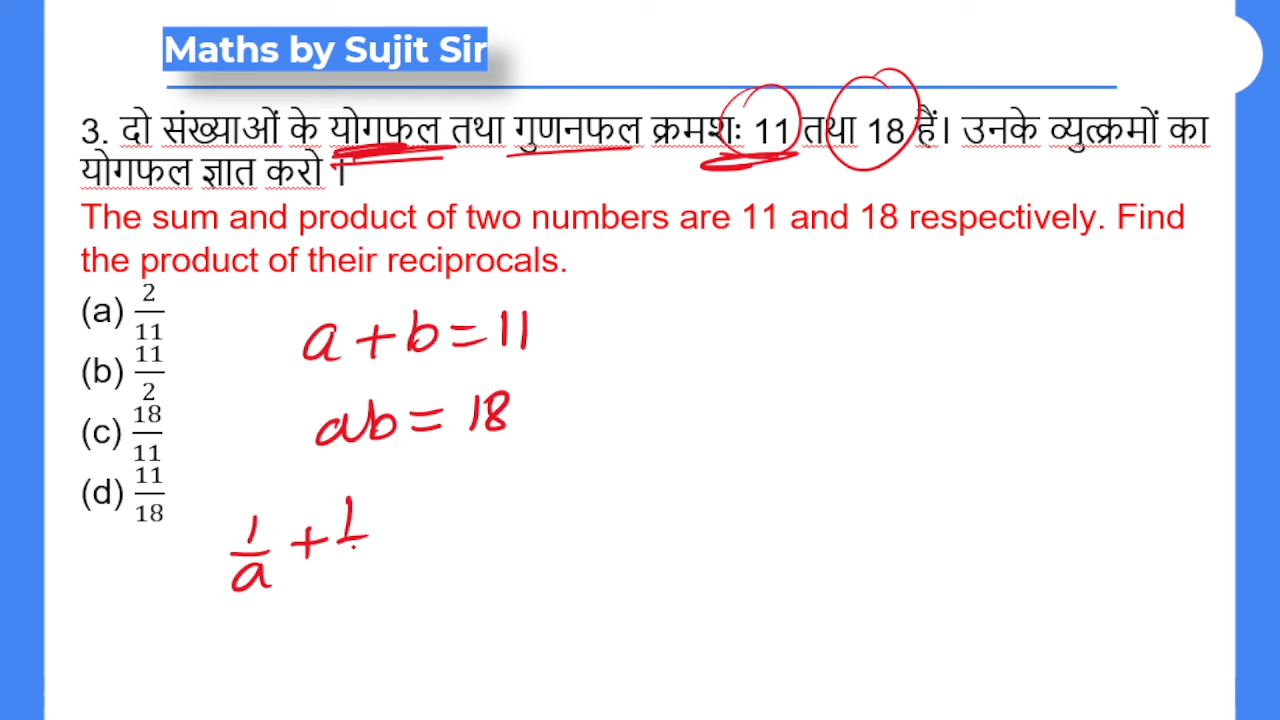 Maths by Sujit Sir
3. दो संख्याओं के योगफल तथा गुणनफल क्रमशः 11 तथा 18 हैं। उनके व्युत्क्रमों का
योगफल ज्ञात करो ।
The sum and product of two numbers are 11 and 18 respectively. Find
the product of their reciprocals.
(a) 2/11
(b) 11/2
(c) 18/11
(d) 11/18
a + b = 11
ab = 18
1/a + 1